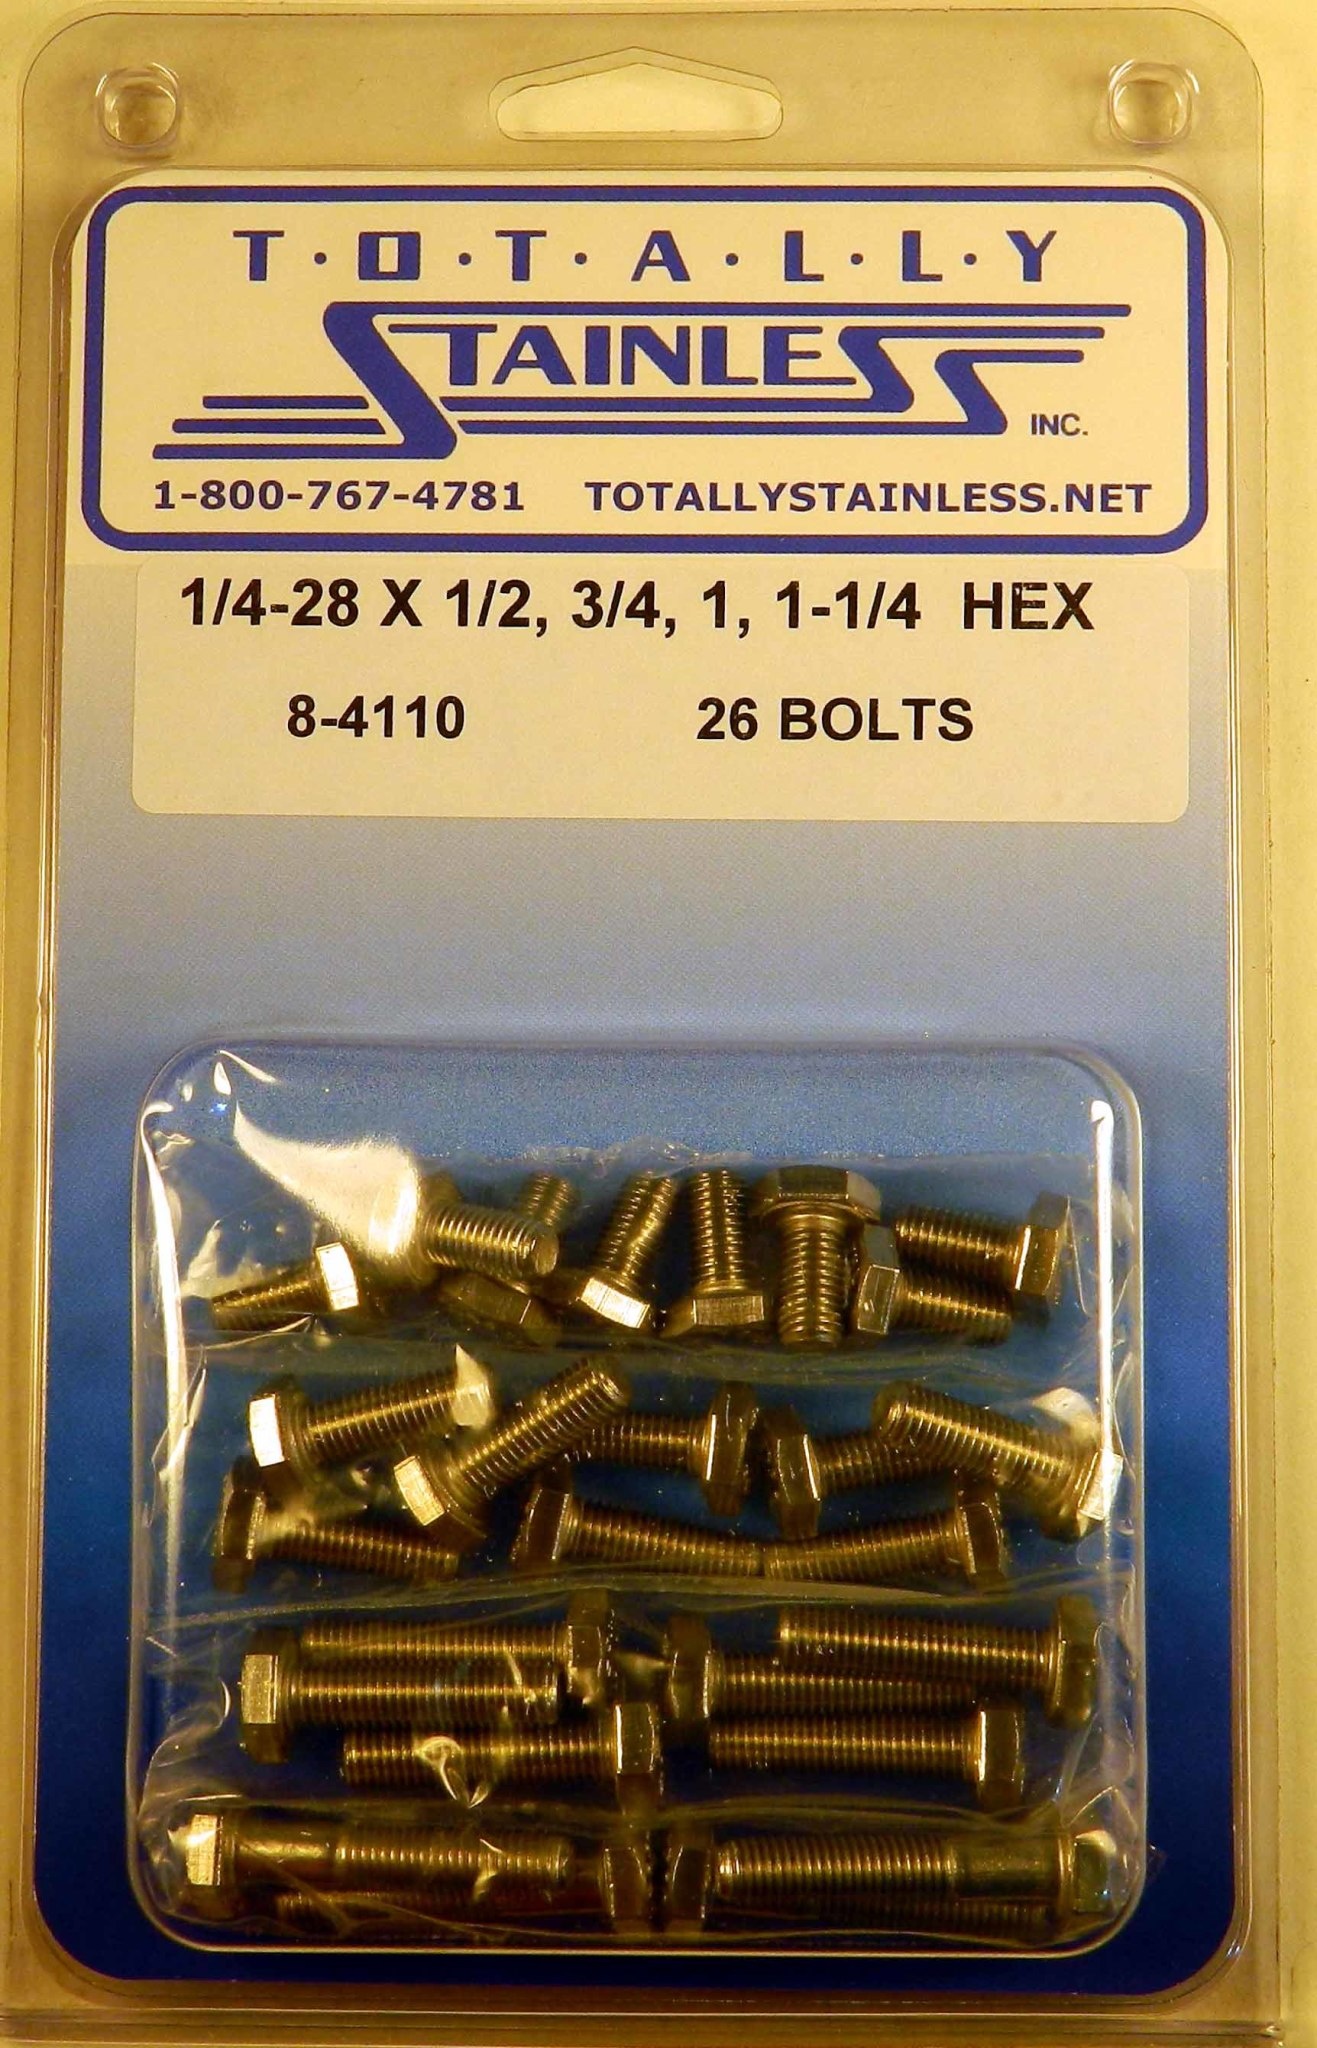 T·O·T·A·L·L·Y
STAINLESS
INC.
1-800-767-4781 TOTALLYSTAINLESS.NET
1/4-28 X 1/2, 3/4, 1, 1-1/4 HEX
8-4110 26 BOLTS